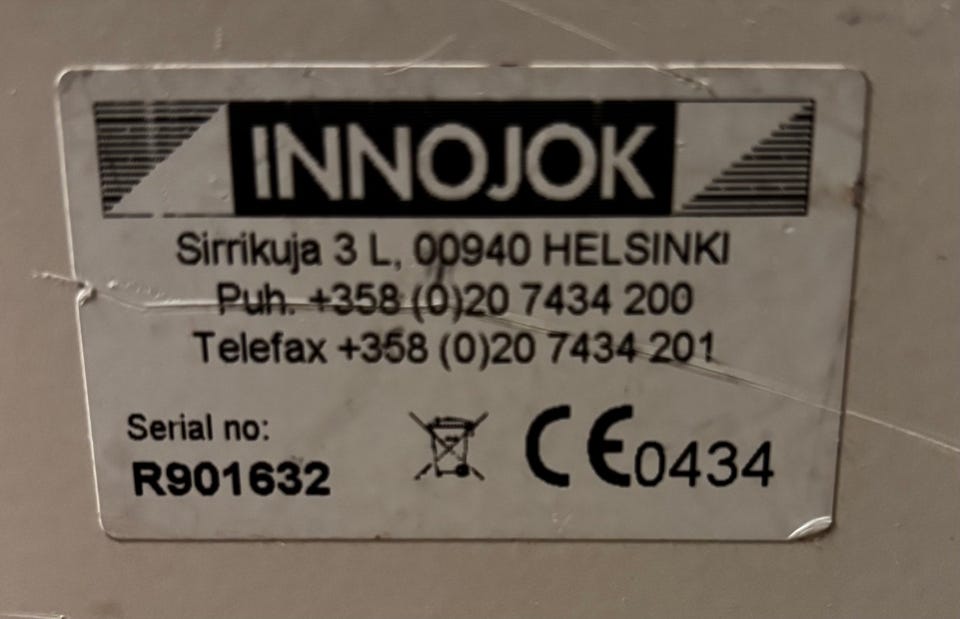 INNOJOK
Sirrikuja 3 L, 00940 HELSINKI
Puh. +358 (0)20 7434 200
Telefax +358 (0)20 7434 201
Serial no:
R901632
CE0434